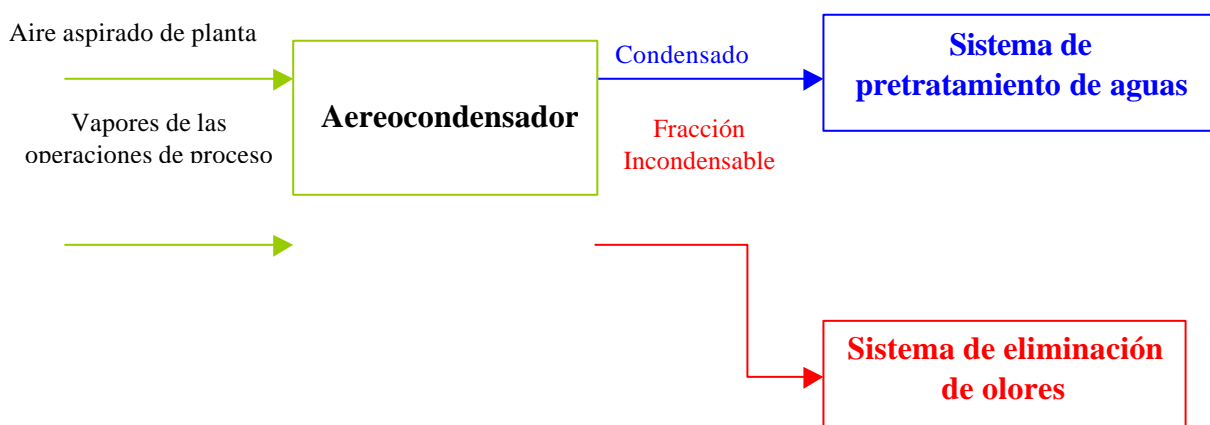 Aire aspirado de planta
Vapores de las
operaciones de proceso
Aereocondensador
Condensado
Fracción
Incondensable
Sistema de
pretratamiento de aguas
Sistema de eliminación
de olores